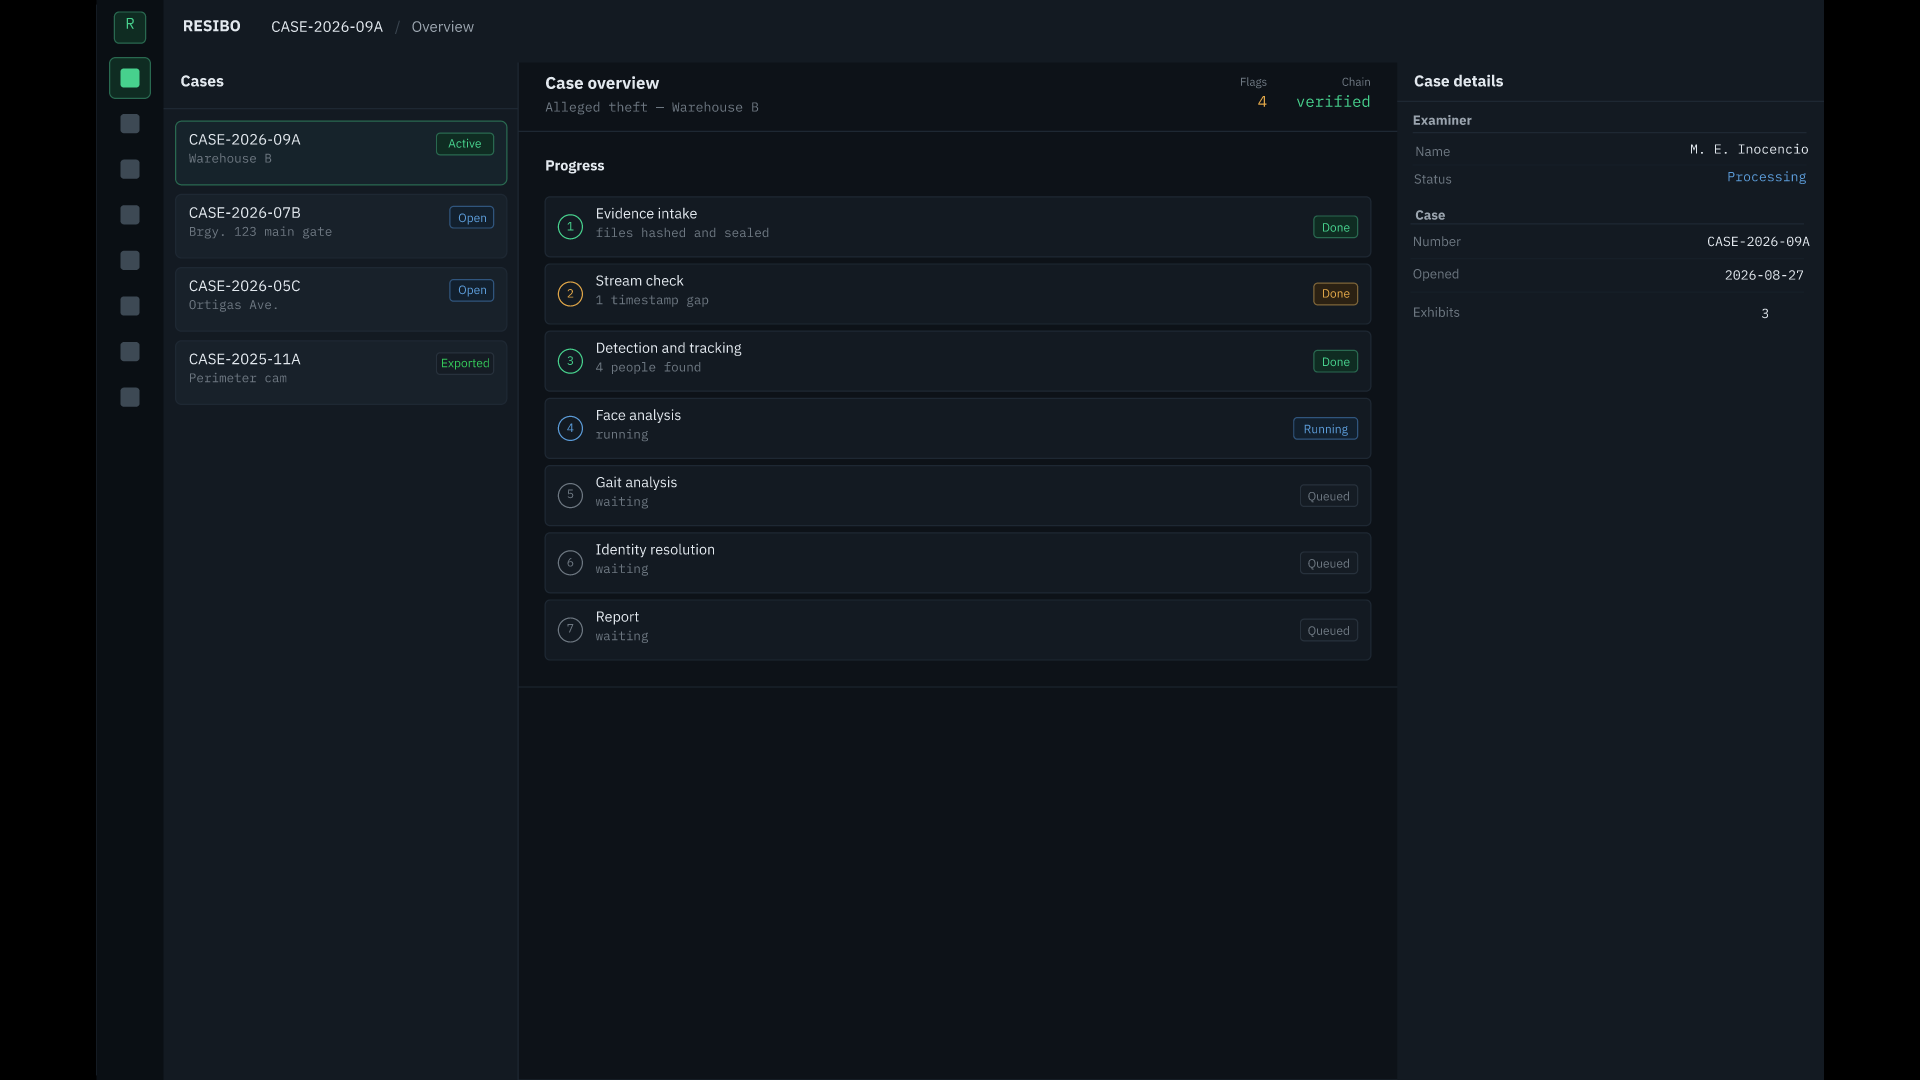 R
RESIBO
CASE-2026-09A / Overview
Cases
CASE-2026-09A
Warehouse B
Active
CASE-2026-07B
Brgy. 123 main gate
Open
CASE-2026-05C
Ortigas Ave.
Open
CASE-2025-11A
Perimeter cam
Exported
Case overview
Alleged theft — Warehouse B
Flags
4
Chain
verified
Progress
1
Evidence intake
files hashed and sealed
Done
2
Stream check
1 timestamp gap
Done
3
Detection and tracking
4 people found
Done
4
Face analysis
running
Running
5
Gait analysis
waiting
Queued
6
Identity resolution
waiting
Queued
7
Report
waiting
Queued
Case details
Examiner
Name M. E. Inocencio
Status Processing
Case
Number CASE-2026-09A
Opened 2026-08-27
Exhibits 3